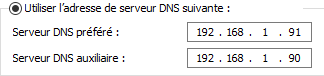 Utiliser l'adresse de serveur DNS suivante :
Serveur DNS préféré : 192 . 168 . 1 . 91
Serveur DNS auxiliaire : 192 . 168 . 1 . 90